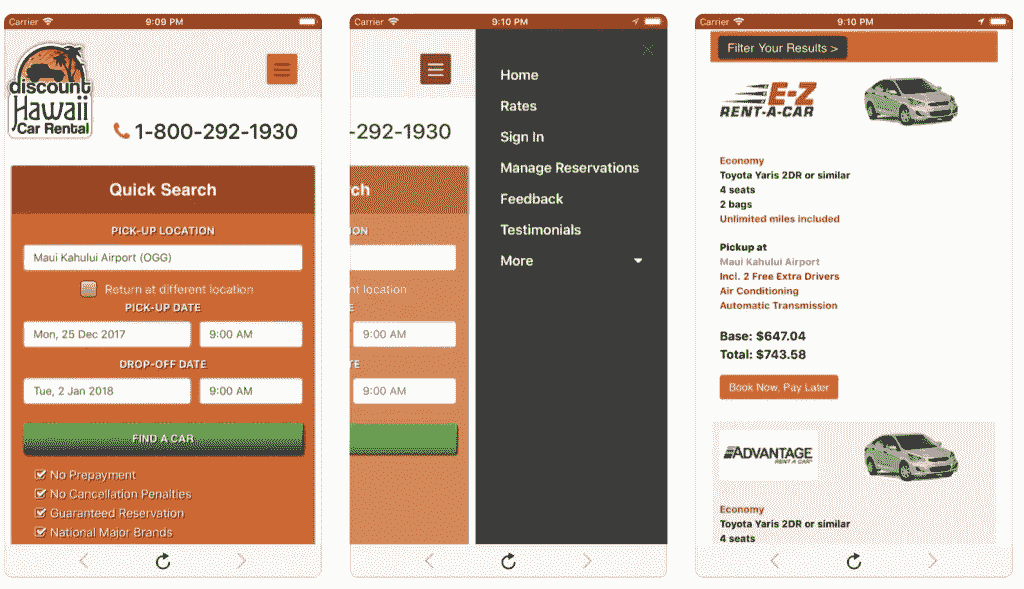 Carrier 9:09 PM
discount
Hawaii
Car Rental
1-800-292-1930
Quick Search
PICK-UP LOCATION
Maui Kahului Airport (OGG)
Return at different location
PICK-UP DATE
Mon, 25 Dec 2017 9:00 AM
DROP-OFF DATE
Tue, 2 Jan 2018 9:00 AM
FIND A CAR
No Prepayment
No Cancellation Penalties
Guaranteed Reservation
National Major Brands
Carrier 9:10 PM
-292-1930
ch
ION
nt location
E
9:00 AM
TE
9:00 AM
Home
Rates
Sign In
Manage Reservations
Feedback
Testimonials
More
Carrier 9:10 PM
Filter Your Results >
E-Z
RENT-A-CAR
Economy
Toyota Yaris 2DR or similar
4 seats
2 bags
Unlimited miles included
Pickup at
Maui Kahului Airport
Incl. 2 Free Extra Drivers
Air Conditioning
Automatic Transmission
Base: $647.04
Total: $743.58
Book Now, Pay Later
ADVANTAGE
RENT A CAR
Economy
Toyota Yaris 2DR or similar
4 seats